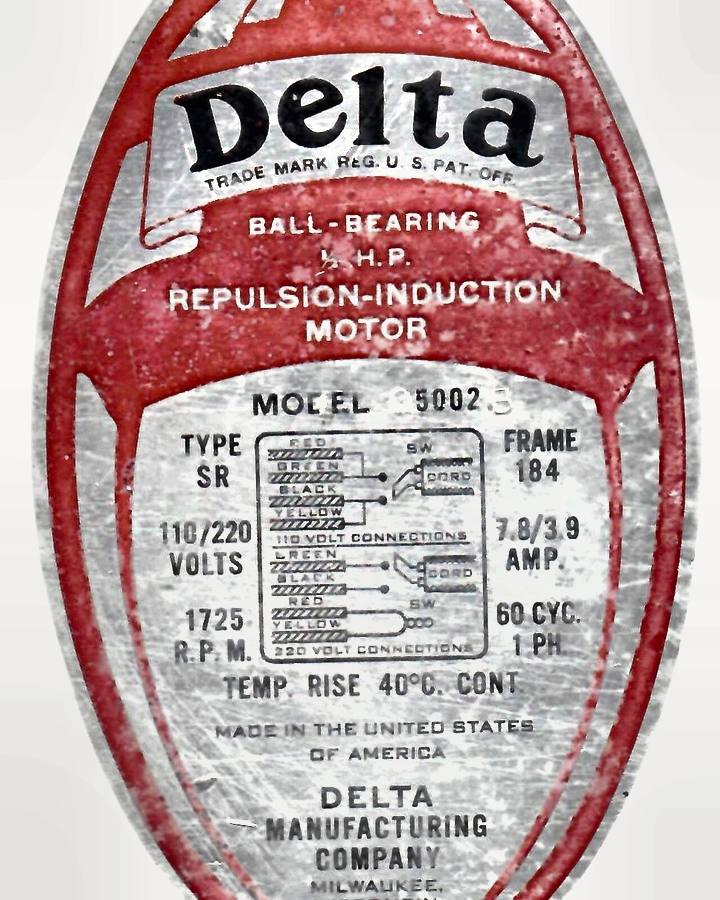 Delta
TRADE MARK REG. U. S. PAT. OFF.
BALL-BEARING
½ H.P.
REPULSION-INDUCTION
MOTOR
MODEL 5002
TYPE
SR
FRAME
184
110/220
VOLTS
7.8/3.9
AMP.
1725
R.P.M.
60 CYC.
1 PH.
RED
GREEN
BLACK
YELLOW
SW
CORD
110 VOLT CONNECTIONS
GREEN
BLACK
RED
YELLOW
CORD
SW
220 VOLT CONNECTIONS
TEMP. RISE 40°C. CONT.
MADE IN THE UNITED STATES
OF AMERICA
DELTA
MANUFACTURING
COMPANY
MILWAUKEE,